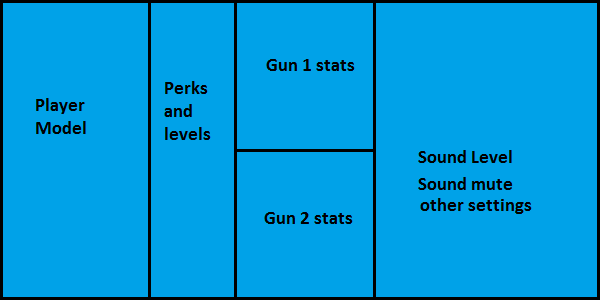 Player
Model
Perks
and
levels
Gun 1 stats
Gun 2 stats
Sound Level
Sound mute
other settings